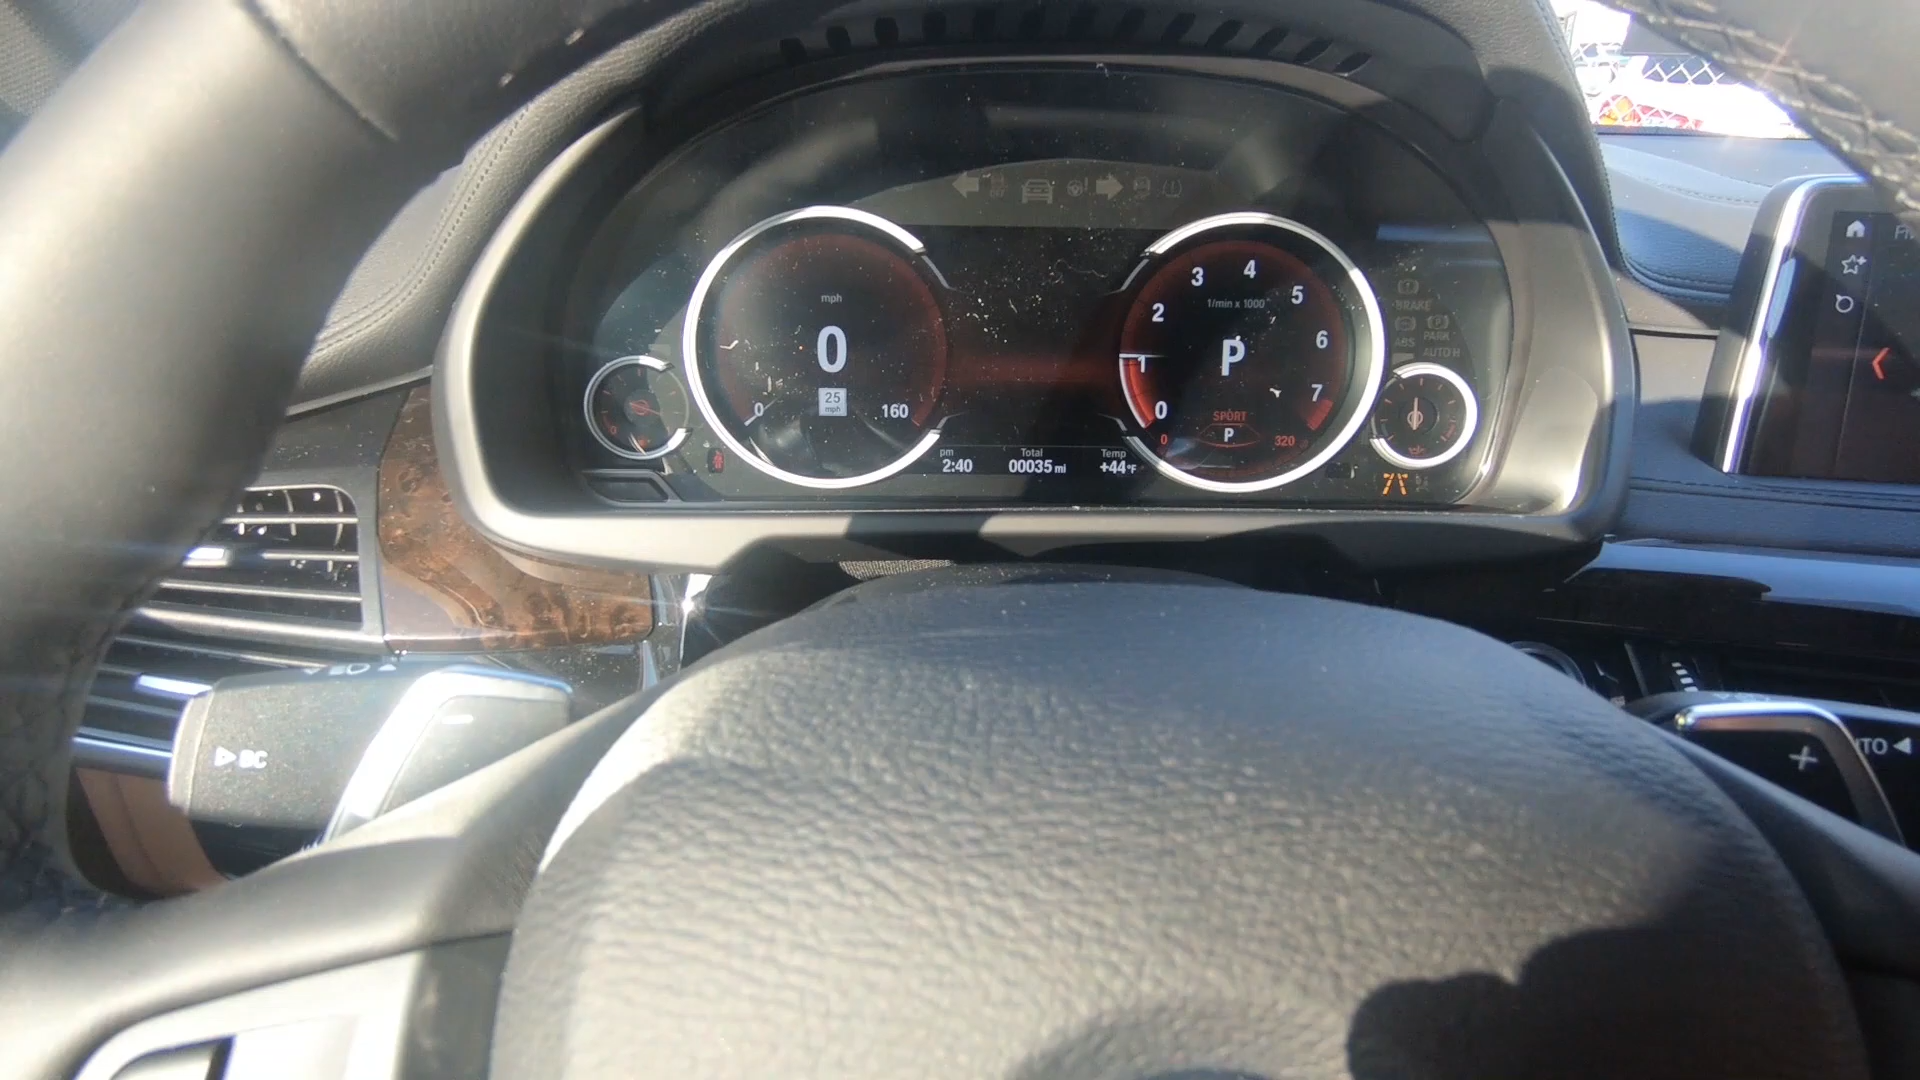 mph
0
25
mph
0
160
pm
2:40
Total
00035 mi
Temp
+44°F
1/min x 1000
0
1
2
3
4
5
6
7
P
SPORT
P
0
320
BRAKE
ABS
PARK
AUTO H
BC
+